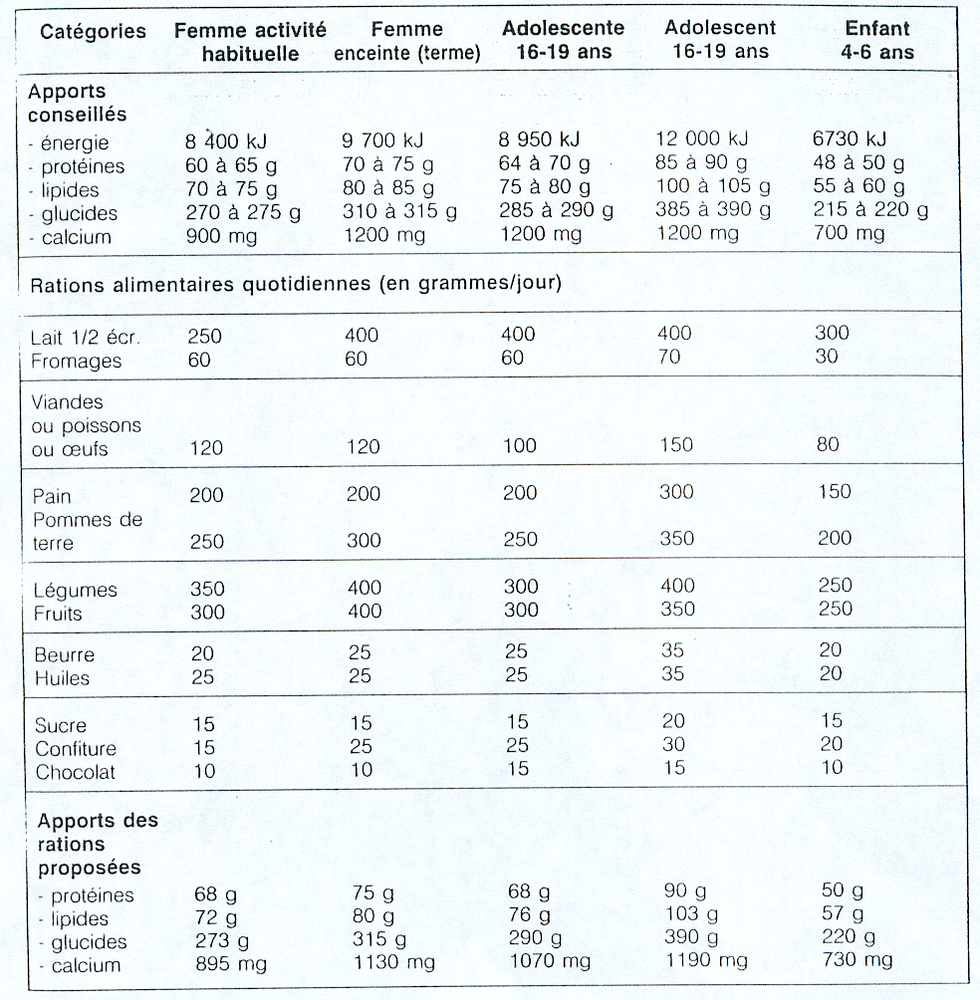 Catégories Femme activité habituelle Femme enceinte (terme) Adolescente 16-19 ans Adolescent 16-19 ans Enfant 4-6 ans
Apports
conseillés
- énergie 8 400 kJ 9 700 kJ 8 950 kJ 12 000 kJ 6730 kJ
- protéines 60 à 65 g 70 à 75 g 64 à 70 g 85 à 90 g 48 à 50 g
- lipides 70 à 75 g 80 à 85 g 75 à 80 g 100 à 105 g 55 à 60 g
- glucides 270 à 275 g 310 à 315 g 285 à 290 g 385 à 390 g 215 à 220 g
- calcium 900 mg 1200 mg 1200 mg 1200 mg 700 mg
Rations alimentaires quotidiennes (en grammes/jour)
Lait 1/2 écr. 250 400 400 400 300
Fromages 60 60 60 70 30
Viandes
ou poissons
ou œufs 120 120 100 150 80
Pain 200 200 200 300 150
Pommes de
terre 250 300 250 350 200
Légumes 350 400 300 400 250
Fruits 300 400 300 350 250
Beurre 20 25 25 35 20
Huiles 25 25 25 35 20
Sucre 15 15 15 20 15
Confiture 15 25 25 30 20
Chocolat 10 10 15 15 10
Apports des
rations
proposées
- protéines 68 g 75 g 68 g 90 g 50 g
- lipides 72 g 80 g 76 g 103 g 57 g
- glucides 273 g 315 g 290 g 390 g 220 g
- calcium 895 mg 1130 mg 1070 mg 1190 mg 730 mg